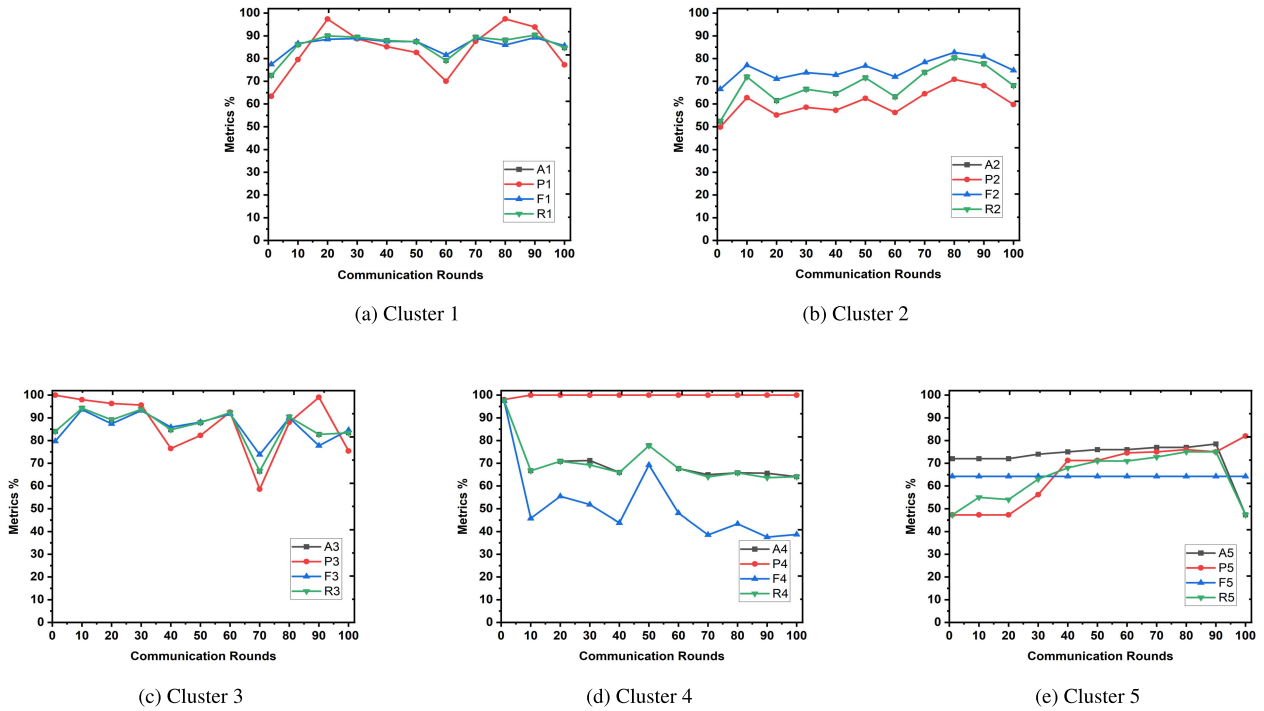 100
90
80
70
60
50
40
30
20
10
0
Metrics %
A1
P1
F1
R1
0 10 20 30 40 50 60 70 80 90 100
Communication Rounds
(a) Cluster 1
100
90
80
70
60
50
40
30
20
10
0
Metrics %
A2
P2
F2
R2
0 10 20 30 40 50 60 70 80 90 100
Communication Rounds
(b) Cluster 2
100
90
80
70
60
50
40
30
20
10
0
Metrics %
A3
P3
F3
R3
0 10 20 30 40 50 60 70 80 90 100
Communication Rounds
(c) Cluster 3
100
90
80
70
60
50
40
30
20
10
0
Metrics %
A4
P4
F4
R4
0 10 20 30 40 50 60 70 80 90 100
Communication Rounds
(d) Cluster 4
100
90
80
70
60
50
40
30
20
10
0
Metrics %
A5
P5
F5
R5
0 10 20 30 40 50 60 70 80 90 100
Communication Rounds
(e) Cluster 5